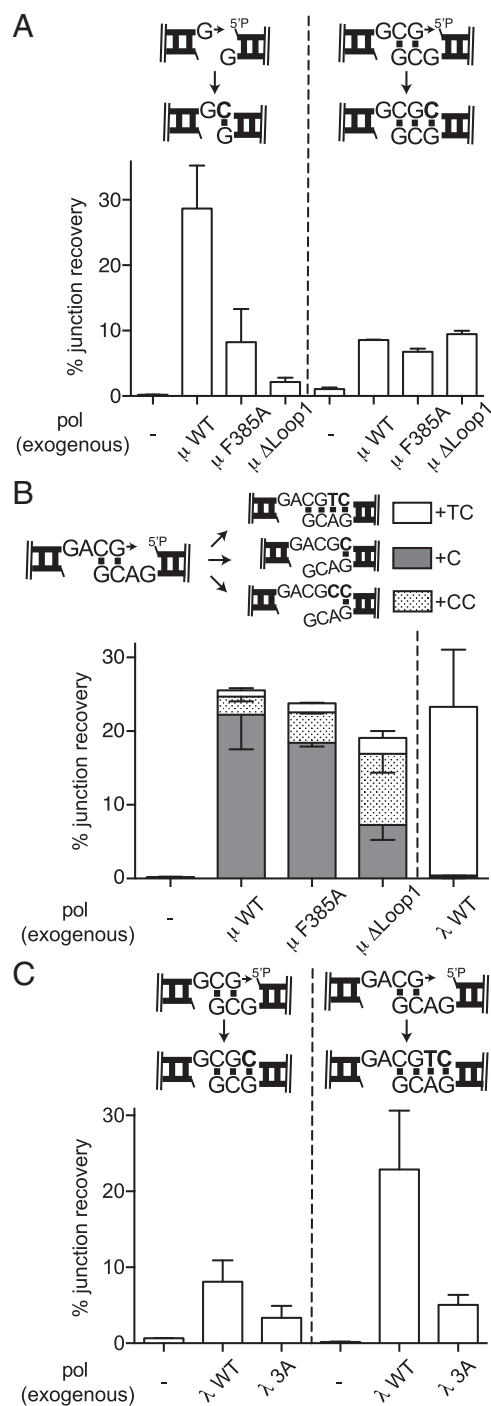 A
G 5'P GCG 5'P
G GCG
GC GCGC
G GCG
% junction recovery
30
20
10
0
pol
(exogenous)
- μ WT μ F385A μ ΔLoop1 - μ WT μ F385A μ ΔLoop1
B
GACGTC
GCAG
+TC
GACG 5'P
GCAG
GACGC
GCAG
+C
GACGCC
GCAG
+CC
% junction recovery
30
20
10
0
pol
(exogenous)
- μ WT μ F385A μ ΔLoop1 λ WT
C
GCG 5'P GACG 5'P
GCG GCAG
GCGC GACGTC
GCG GCAG
% junction recovery
30
20
10
0
pol
(exogenous)
- λ WT λ 3A - λ WT λ 3A